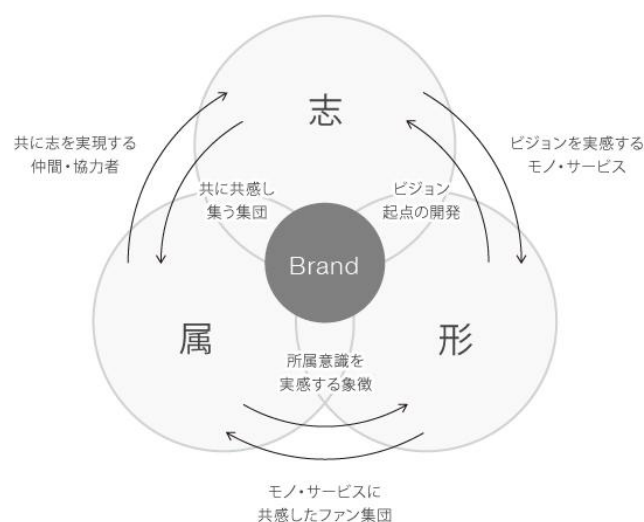 志
共に志を実現する
仲間・協力者
ビジョンを実感する
モノ・サービス
共に共感し
集う集団
ビジョン
起点の開発
Brand
属
形
所属意識を
実感する象徴
モノ・サービスに
共感したファン集団